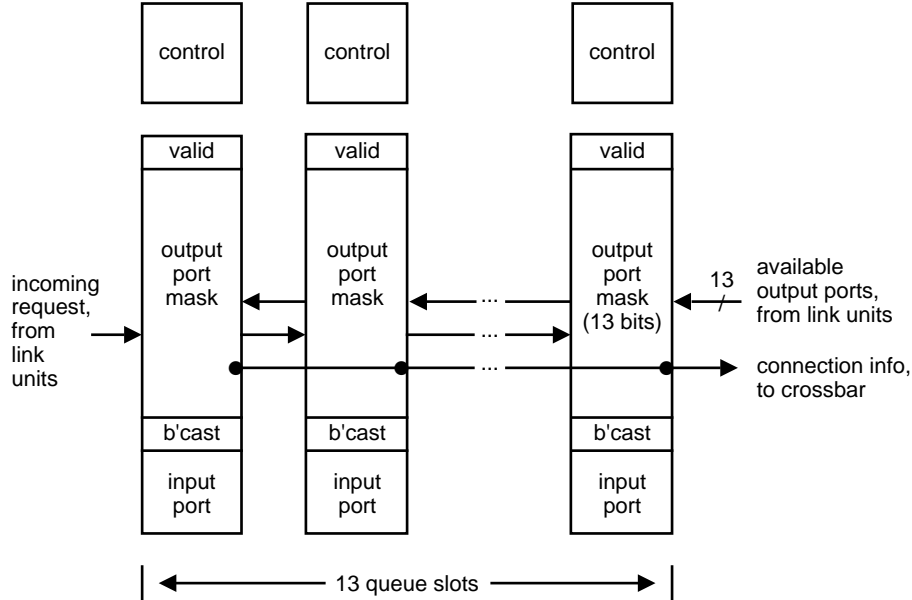 control
control
control
valid
valid
valid
output
port
mask
output
port
mask
output
port
mask
(13 bits)
incoming
request,
from
link
units
...
...
...
13
available
output ports,
from link units
connection info,
to crossbar
b'cast
b'cast
b'cast
input
port
input
port
input
port
13 queue slots